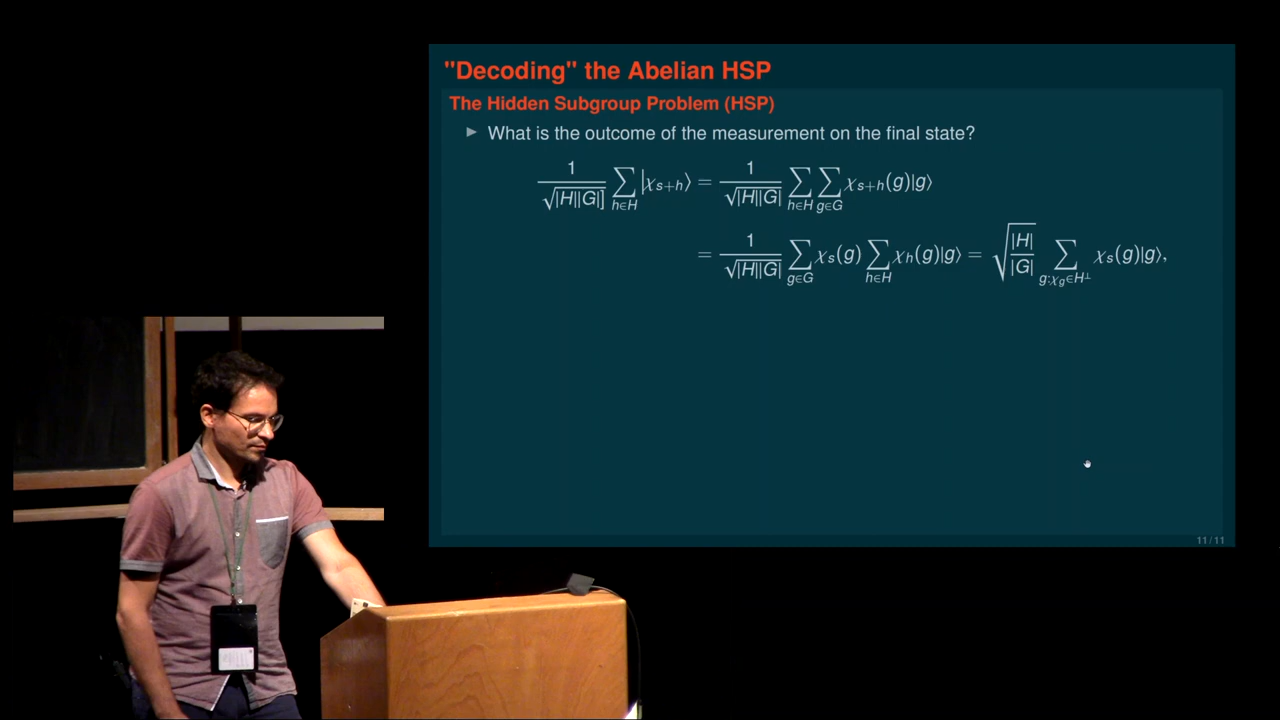 "Decoding" the Abelian HSP
The Hidden Subgroup Problem (HSP)
▶ What is the outcome of the measurement on the final state?
1/√|H||G| ∑_{h∈H} |χ_{s+h}⟩ = 1/√|H||G| ∑_{h∈H} ∑_{g∈G} χ_{s+h}(g)|g⟩
= 1/√|H||G| ∑_{g∈G} χ_s(g) ∑_{h∈H} χ_h(g)|g⟩ = √(|H|/|G|) ∑_{g:χ_g∈H^⊥} χ_s(g)|g⟩,
11/11